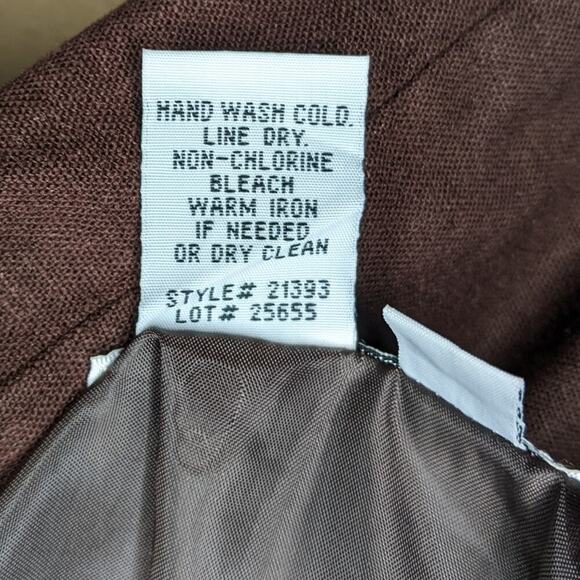 HAND WASH COLD.
LINE DRY.
NON-CHLORINE
BLEACH
WARM IRON
IF NEEDED
OR DRY CLEAN
STYLE# 21393
LOT# 25655